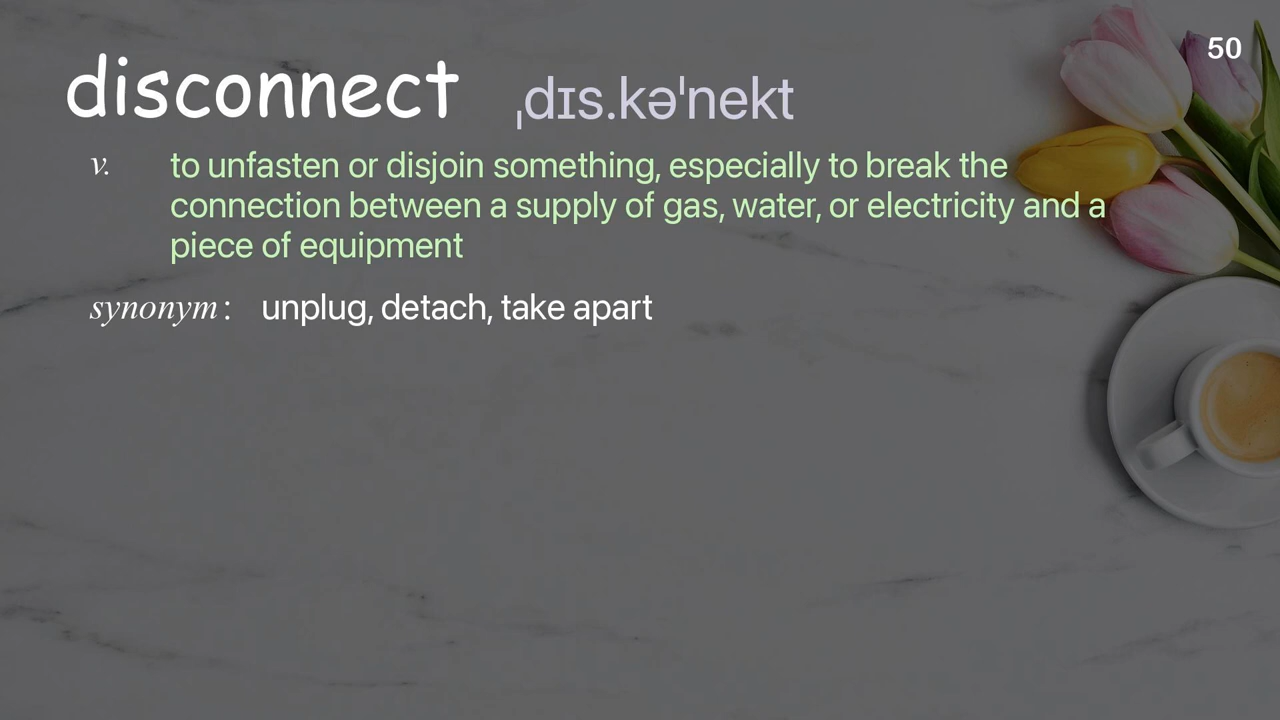 50
disconnect ˌdɪs.kəˈnekt
v. to unfasten or disjoin something, especially to break the
connection between a supply of gas, water, or electricity and a
piece of equipment
synonym: unplug, detach, take apart